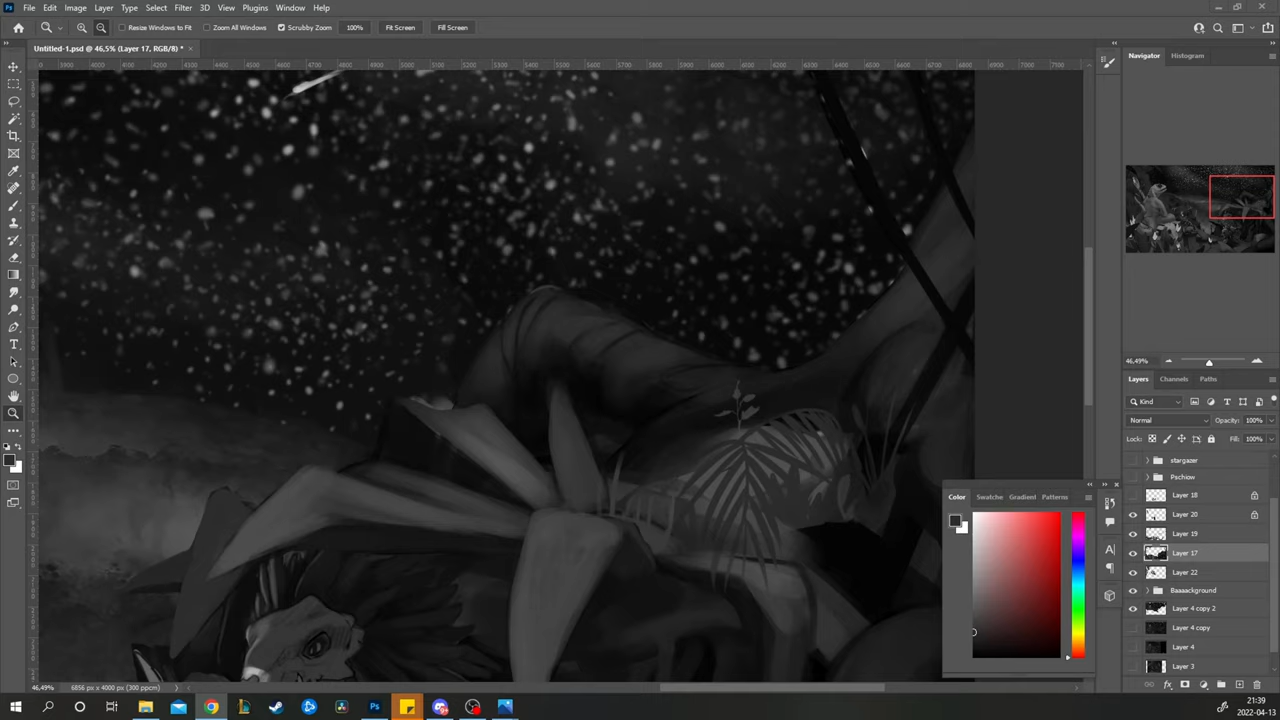 File Edit Image Layer Type Select Filter 3D View Plugins Window Help
Resize Windows to Fit Zoom All Windows Scrubby Zoom 100% Fit Screen Fill Screen
Untitled-1.psd @ 46,5% (Layer 17, RGB/8) *
Navigator Histogram
46,49%
Layers Channels Paths
Kind
Normal Opacity: 100%
Lock: Fill: 100%
stargazer
Pschiow
Layer 18
Layer 20
Layer 19
Layer 17
Layer 22
Baaaackground
Layer 4 copy 2
Layer 4 copy
Layer 4
Layer 3
Color Swatches Gradient Patterns
46,49% 6856 px x 4000 px (300 ppcm)
21:39
2022-04-13